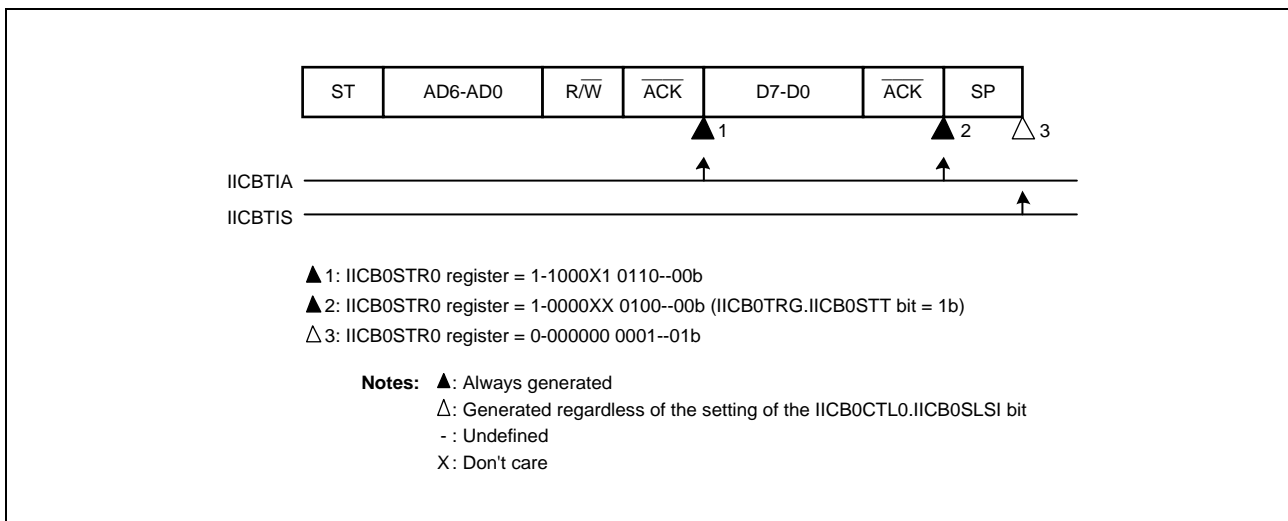 ST AD6-AD0 R/W ACK D7-D0 ACK SP
1 2 3
IICBTIA
IICBTIS
▲1: IICB0STR0 register = 1-1000X1 0110--00b
▲2: IICB0STR0 register = 1-0000XX 0100--00b (IICB0TRG.IICB0STT bit = 1b)
△3: IICB0STR0 register = 0-000000 0001--01b
Notes: ▲: Always generated
△: Generated regardless of the setting of the IICB0CTL0.IICB0SLSI bit
- : Undefined
X: Don't care